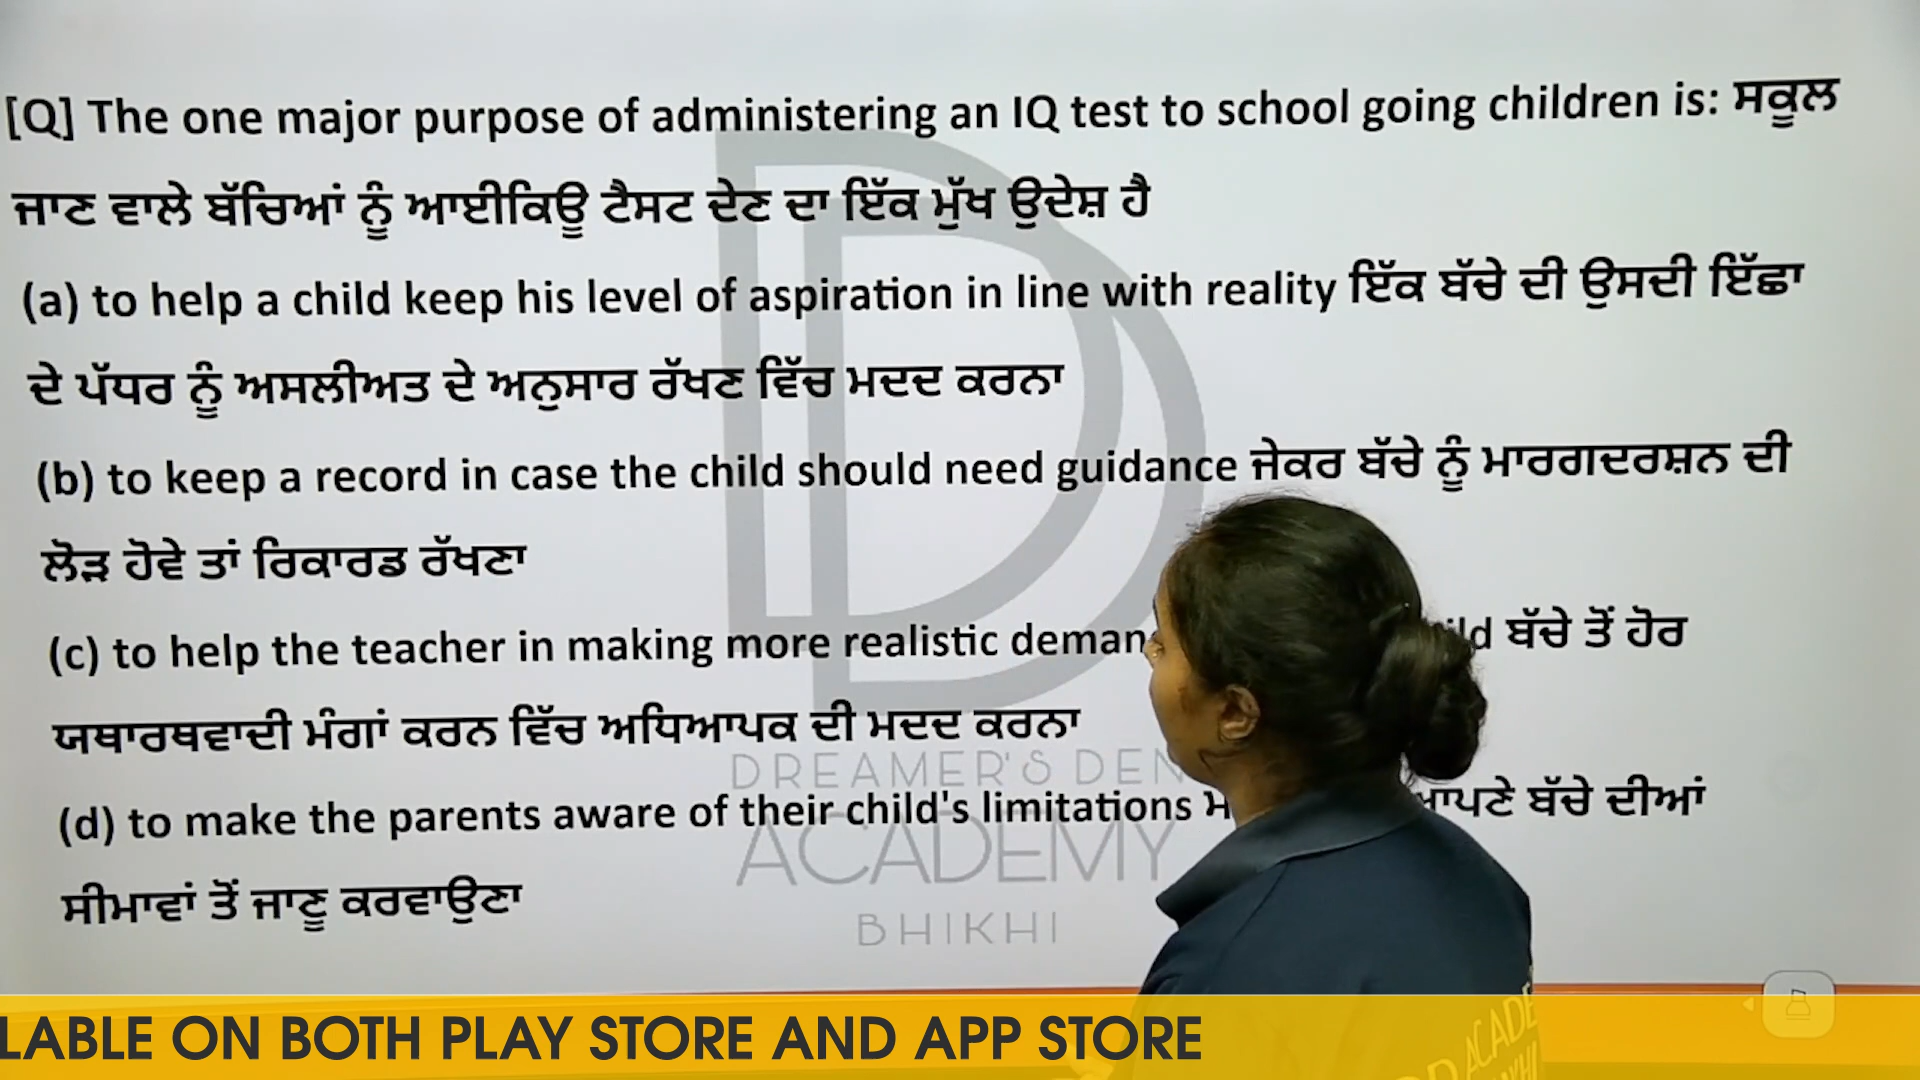 [Q] The one major purpose of administering an IQ test to school going children is: ਸਕੂਲ
ਜਾਣ ਵਾਲੇ ਬੱਚਿਆਂ ਨੂੰ ਆਈਕਿਊ ਟੈਸਟ ਦੇਣ ਦਾ ਇੱਕ ਮੁੱਖ ਉਦੇਸ਼ ਹੈ
(a) to help a child keep his level of aspiration in line with reality ਇੱਕ ਬੱਚੇ ਦੀ ਉਸਦੀ ਇੱਛਾ
ਦੇ ਪੱਧਰ ਨੂੰ ਅਸਲੀਅਤ ਦੇ ਅਨੁਸਾਰ ਰੱਖਣ ਵਿੱਚ ਮਦਦ ਕਰਨਾ
(b) to keep a record in case the child should need guidance ਜੇਕਰ ਬੱਚੇ ਨੂੰ ਮਾਰਗਦਰਸ਼ਨ ਦੀ
ਲੋੜ ਹੋਵੇ ਤਾਂ ਰਿਕਾਰਡ ਰੱਖਣਾ
(c) to help the teacher in making more realistic ਬੱਚੇ ਤੋਂ ਹੋਰ
ਯਥਾਰਥਵਾਦੀ ਮੰਗਾਂ ਕਰਨ ਵਿੱਚ ਅਧਿਆਪਕ ਦੀ ਮਦਦ ਕਰਨਾ
DREAMER'S DEN
(d) to make the parents aware of their child's limitations ਬੱਚੇ ਦੀਆਂ
ACADEMY
ਸੀਮਾਵਾਂ ਤੋਂ ਜਾਣੂ ਕਰਵਾਉਣਾ
BHIKHI
LABLE ON BOTH PLAY STORE AND APP STORE